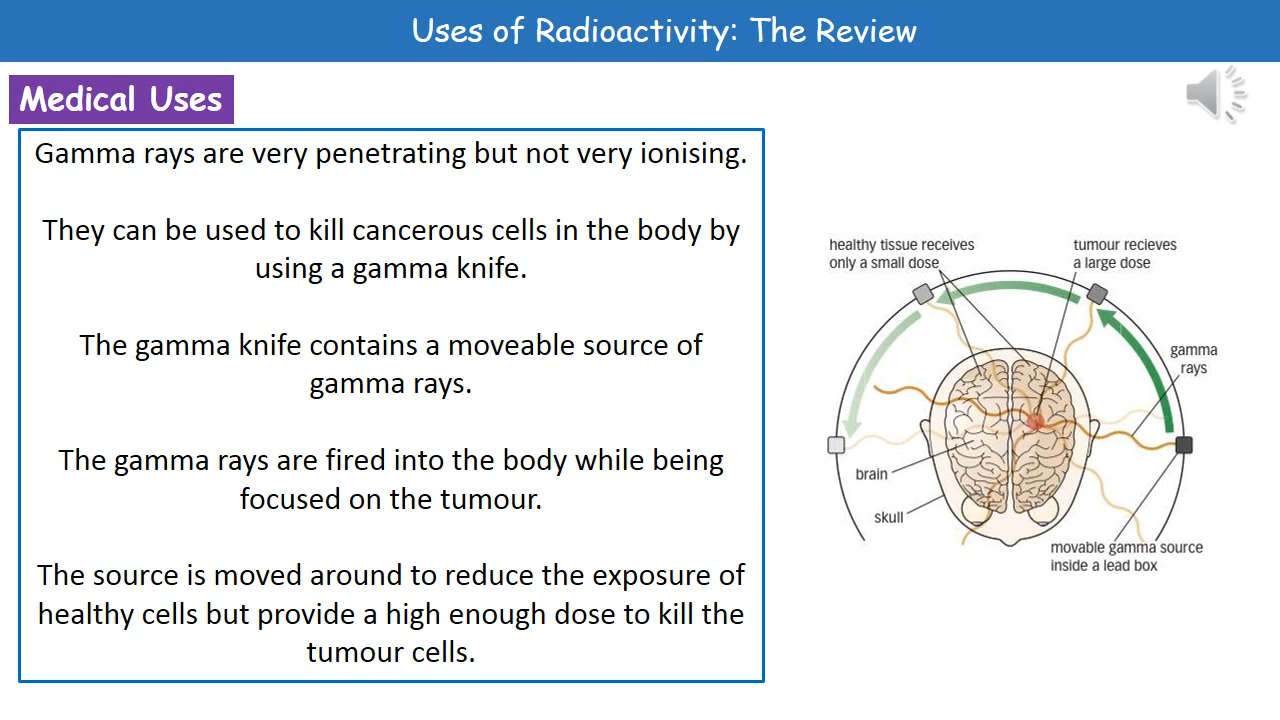 Uses of Radioactivity: The Review
Medical Uses
Gamma rays are very penetrating but not very ionising.
They can be used to kill cancerous cells in the body by
using a gamma knife.
The gamma knife contains a moveable source of
gamma rays.
The gamma rays are fired into the body while being
focused on the tumour.
The source is moved around to reduce the exposure of
healthy cells but provide a high enough dose to kill the
tumour cells.
healthy tissue receives
only a small dose
tumour recieves
a large dose
gamma
rays
brain
skull
movable gamma source
inside a lead box